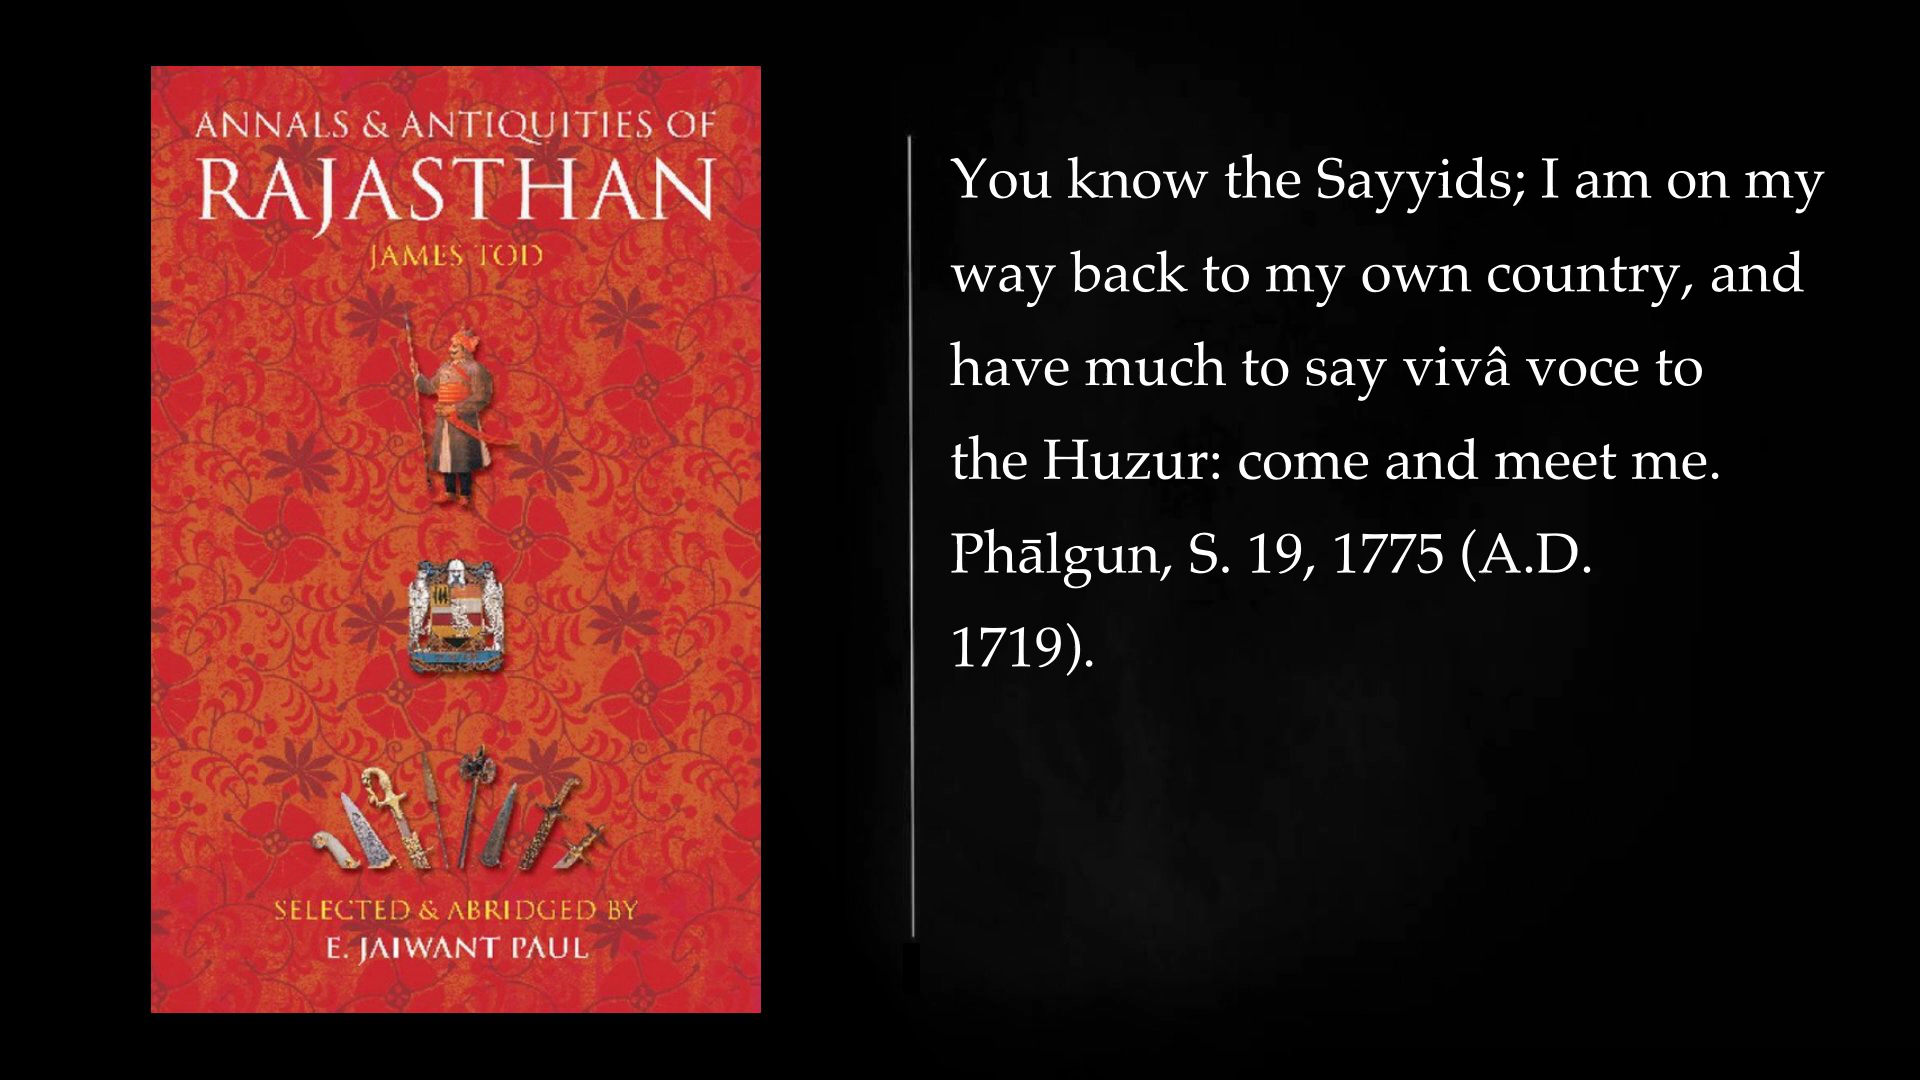 ANNALS & ANTIQUITIES OF
RAJASTHAN
JAMES TOD
SELECTED & ABRIDGED BY
E. JAIWANT PAUL
You know the Sayyids; I am on my
way back to my own country, and
have much to say vivâ voce to
the Huzur: come and meet me.
Phālgun, S. 19, 1775 (A.D.
1719).